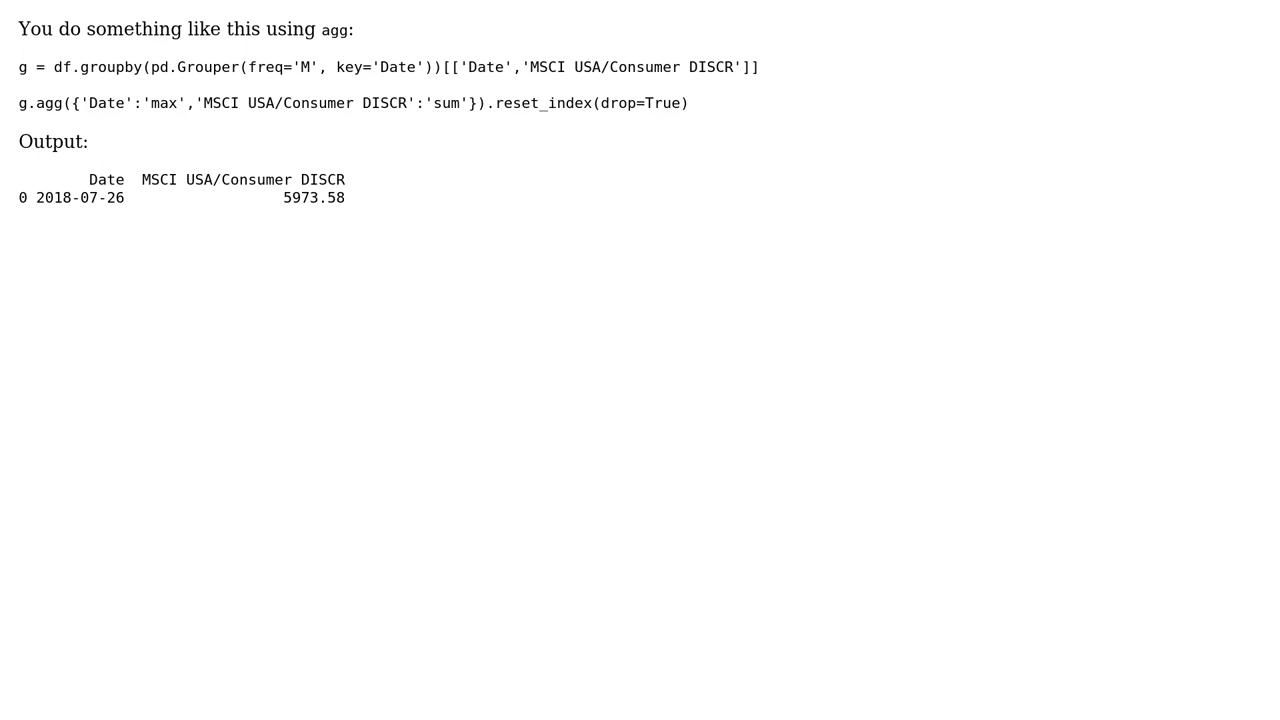 You do something like this using agg:
g = df.groupby(pd.Grouper(freq='M', key='Date'))[['Date','MSCI USA/Consumer DISCR']]
g.agg({'Date':'max','MSCI USA/Consumer DISCR':'sum'}).reset_index(drop=True)
Output:
        Date  MSCI USA/Consumer DISCR
0 2018-07-26                  5973.58